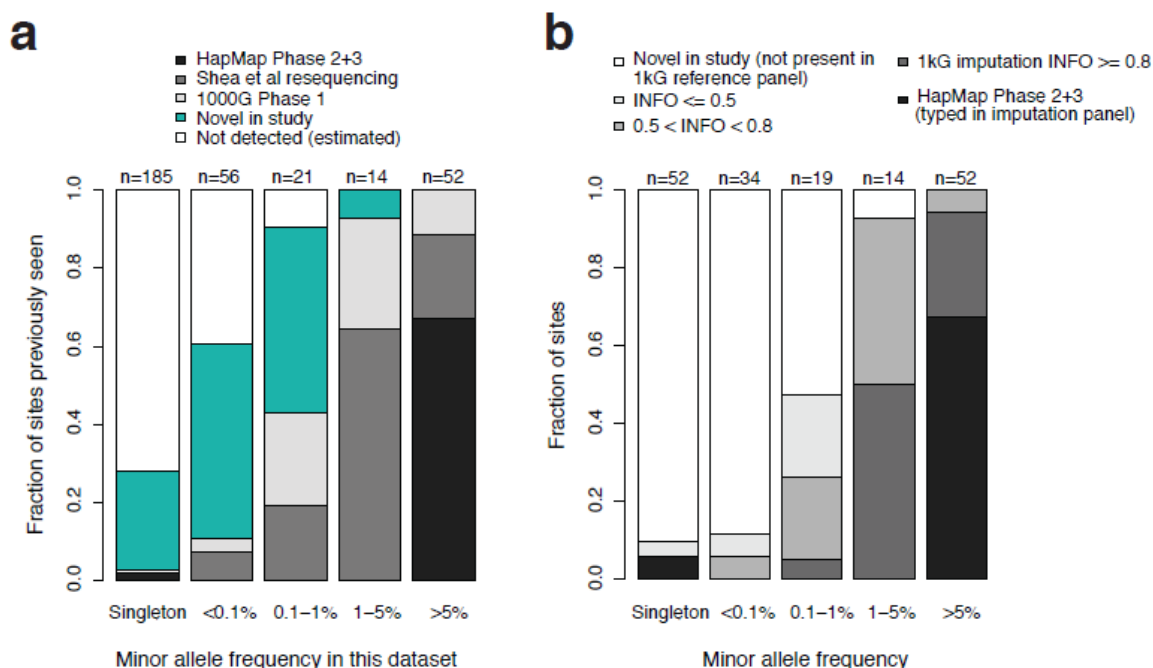 a
HapMap Phase 2+3
Shea et al resequencing
1000G Phase 1
Novel in study
Not detected (estimated)
n=185
n=56
n=21
n=14
n=52
Fraction of sites previously seen
1.0
0.8
0.6
0.4
0.2
0.0
Singleton
<0.1%
0.1–1%
1–5%
>5%
Minor allele frequency in this dataset
b
Novel in study (not present in
1kG reference panel)
INFO <= 0.5
0.5 < INFO < 0.8
1kG imputation INFO >= 0.8
HapMap Phase 2+3
(typed in imputation panel)
n=52
n=34
n=19
n=14
n=52
Fraction of sites
1.0
0.8
0.6
0.4
0.2
0.0
Singleton
<0.1%
0.1–1%
1–5%
>5%
Minor allele frequency